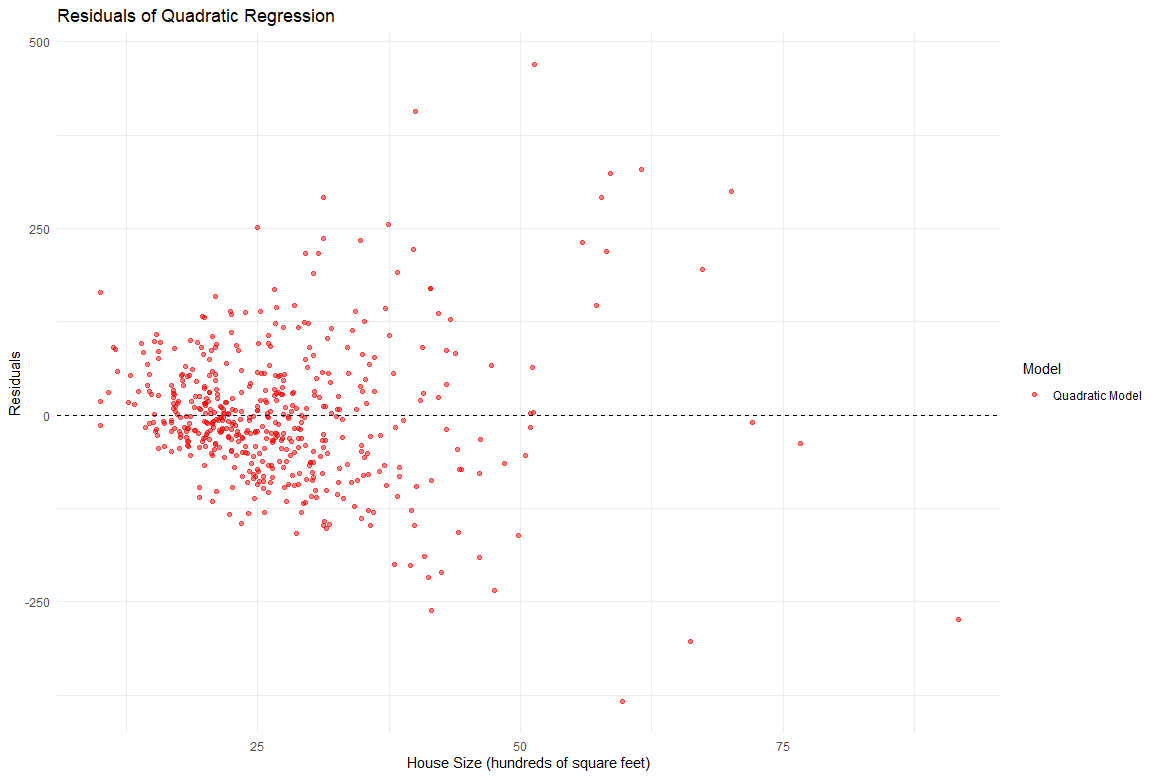 Residuals of Quadratic Regression
500
250
0
-250
Residuals
25
50
75
House Size (hundreds of square feet)
Model
Quadratic Model